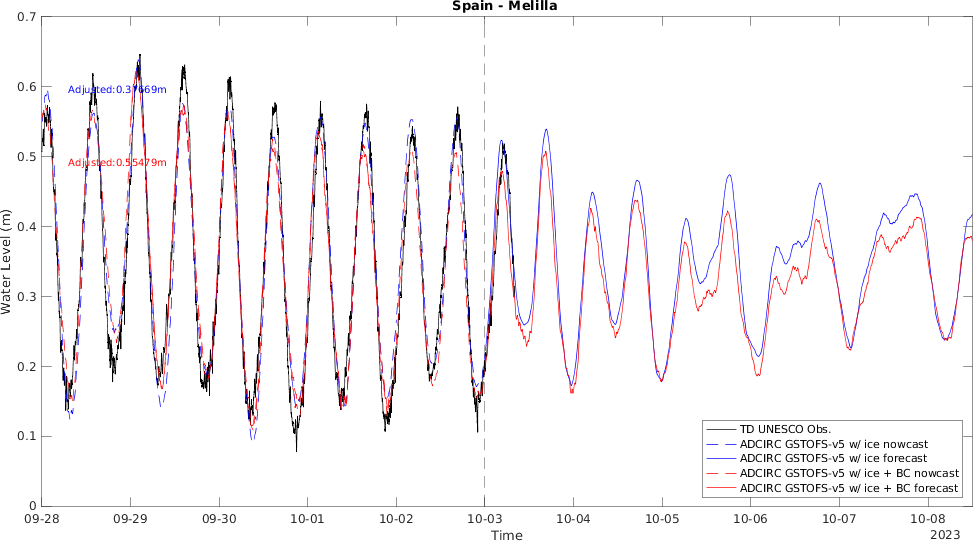 Spain - Melilla
0.7
0.6
0.5
0.4
0.3
0.2
0.1
0
Water Level (m)
Adjusted:0.37669m
Adjusted:0.55479m
TD UNESCO Obs.
ADCIRC GSTOFS-v5 w/ ice nowcast
ADCIRC GSTOFS-v5 w/ ice forecast
ADCIRC GSTOFS-v5 w/ ice + BC nowcast
ADCIRC GSTOFS-v5 w/ ice + BC forecast
09-28 09-29 09-30 10-01 10-02 10-03 10-04 10-05 10-06 10-07 10-08
Time
2023